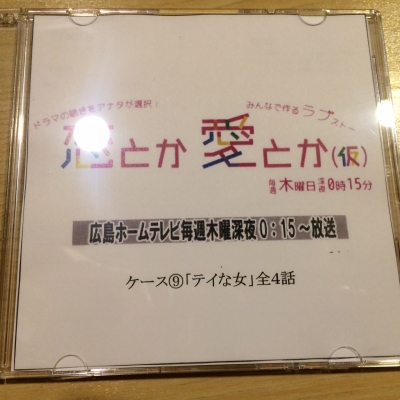 ドラマの続きをアナタが選択!
みんなで作るラブストー
恋とか 愛とか(仮)
毎週木曜日深夜0時15分
広島ホームテレビ毎週木曜深夜0:15~放送
ケース⑨「テイな女」全4話